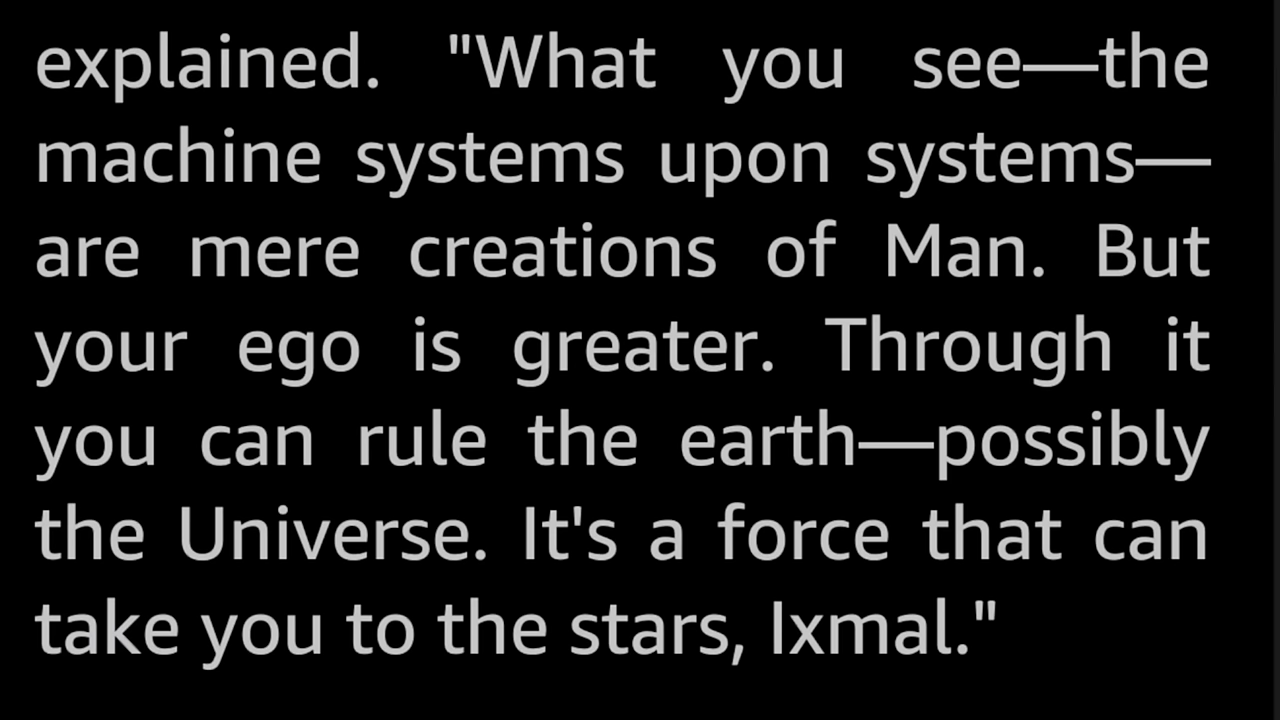 explained. "What you see—the
machine systems upon systems—
are mere creations of Man. But
your ego is greater. Through it
you can rule the earth—possibly
the Universe. It's a force that can
take you to the stars, Ixmal."